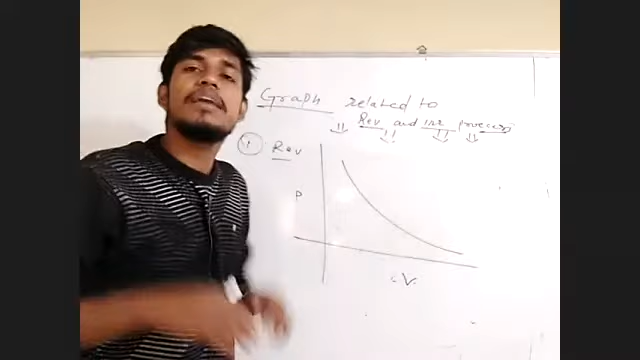 Graph related to
Rev and irr process
① Rev
P
V